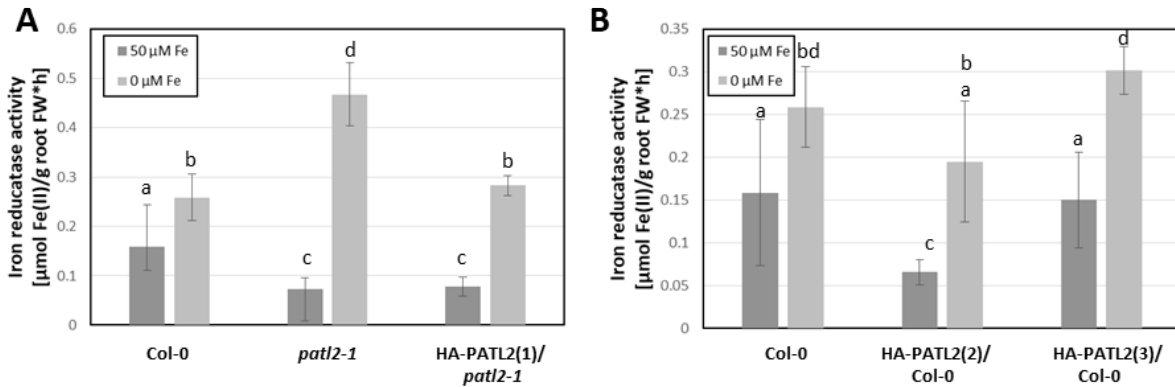 A
Iron reducatase activity
[µmol Fe(II)/g root FW*h]
0.6
0.5
0.4
0.3
0.2
0.1
0
50 µM Fe
0 µM Fe
a
b
c
d
c
b
Col-0
patl2-1
HA-PATL2(1)/
patl2-1
B
Iron reducatase activity
[µmol Fe(II)/g root FW*h]
0.35
0.3
0.25
0.2
0.15
0.1
0.05
0
50 µM Fe
0 µM Fe
a
bd
c
b
a
a
d
Col-0
HA-PATL2(2)/
Col-0
HA-PATL2(3)/
Col-0